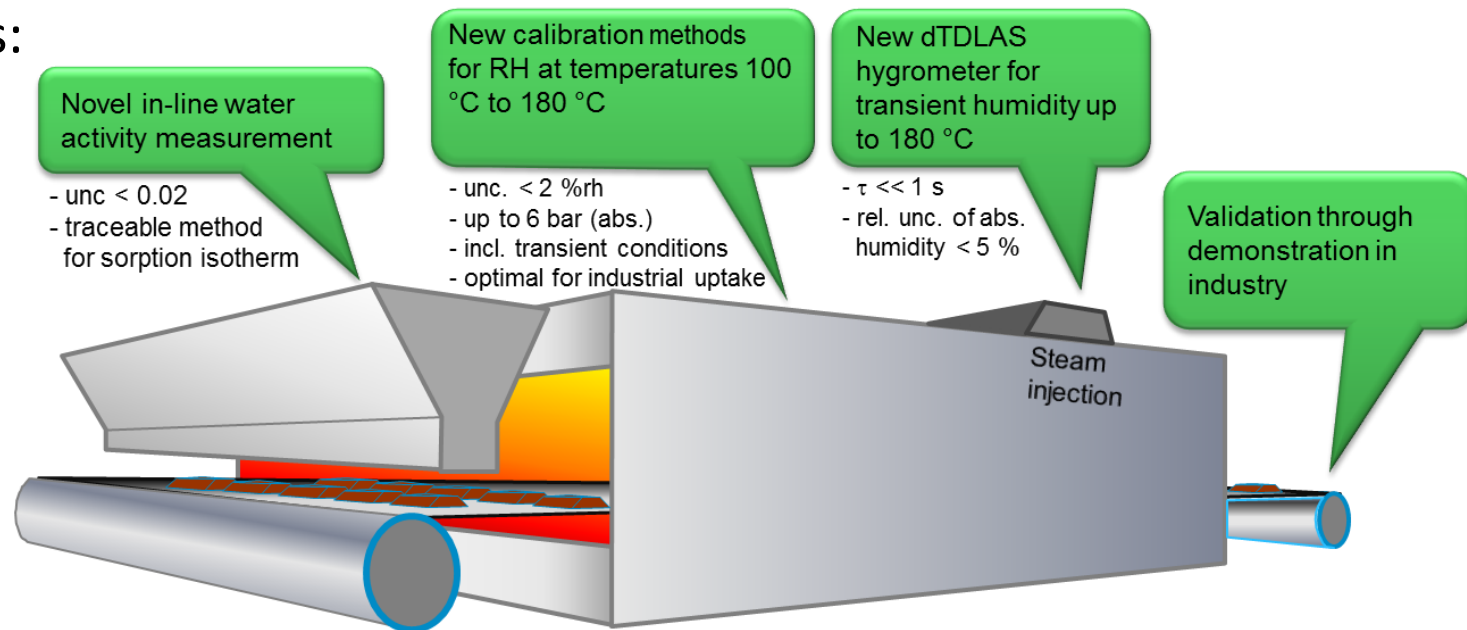 s:
Novel in-line water
activity measurement
- unc < 0.02
- traceable method
for sorption isotherm
New calibration methods
for RH at temperatures 100
°C to 180 °C
- unc. < 2 %rh
- up to 6 bar (abs.)
- incl. transient conditions
- optimal for industrial uptake
New dTDLAS
hygrometer for
transient humidity up
to 180 °C
- τ << 1 s
- rel. unc. of abs.
humidity < 5 %
Validation through
demonstration in
industry
Steam
injection